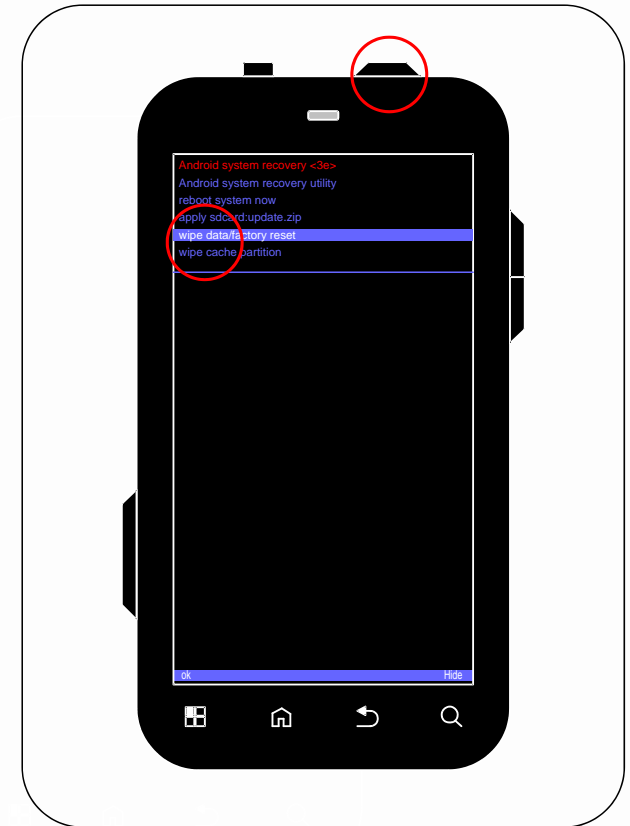 Android system recovery <3e>
Android system recovery utility
reboot system now
apply sdcard:update.zip
wipe data/factory reset
wipe cache partition
ok Hide